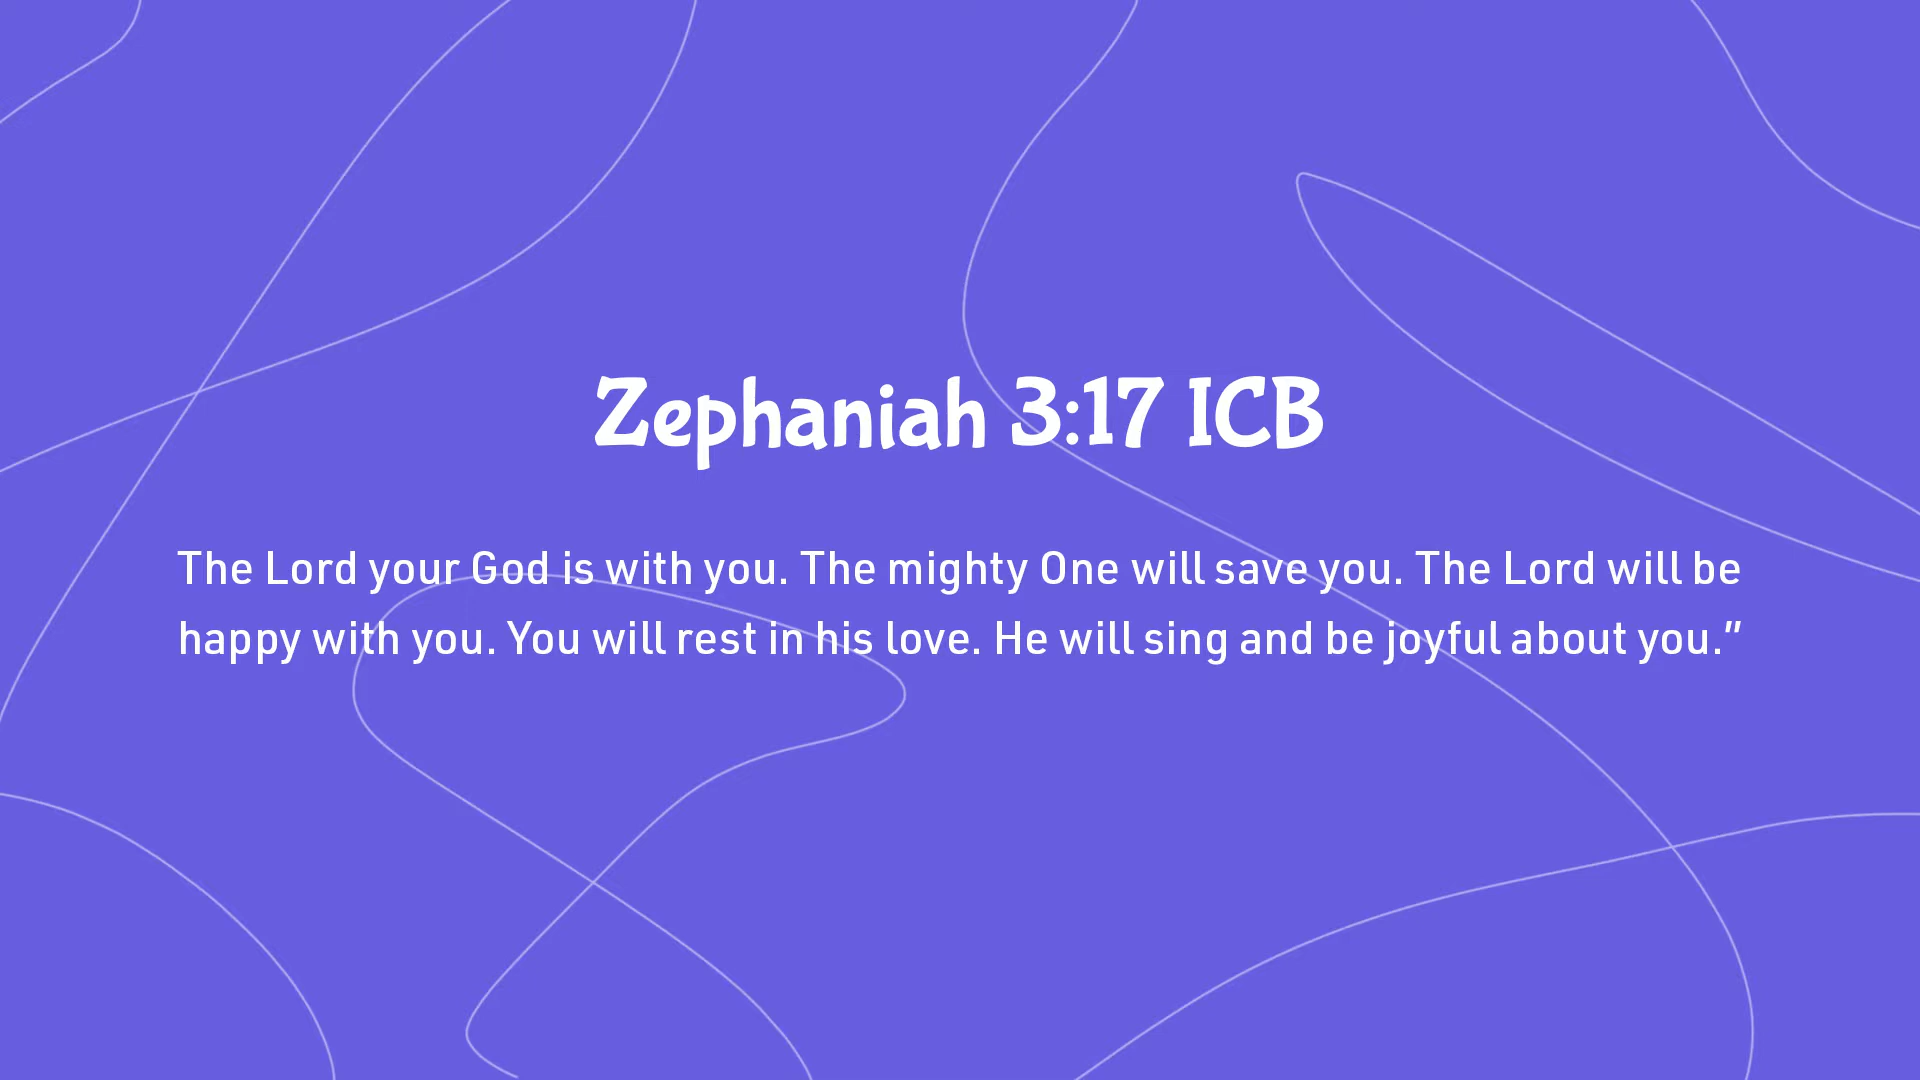 Zephaniah 3:17 ICB
The Lord your God is with you. The mighty One will save you. The Lord will be
happy with you. You will rest in his love. He will sing and be joyful about you.”